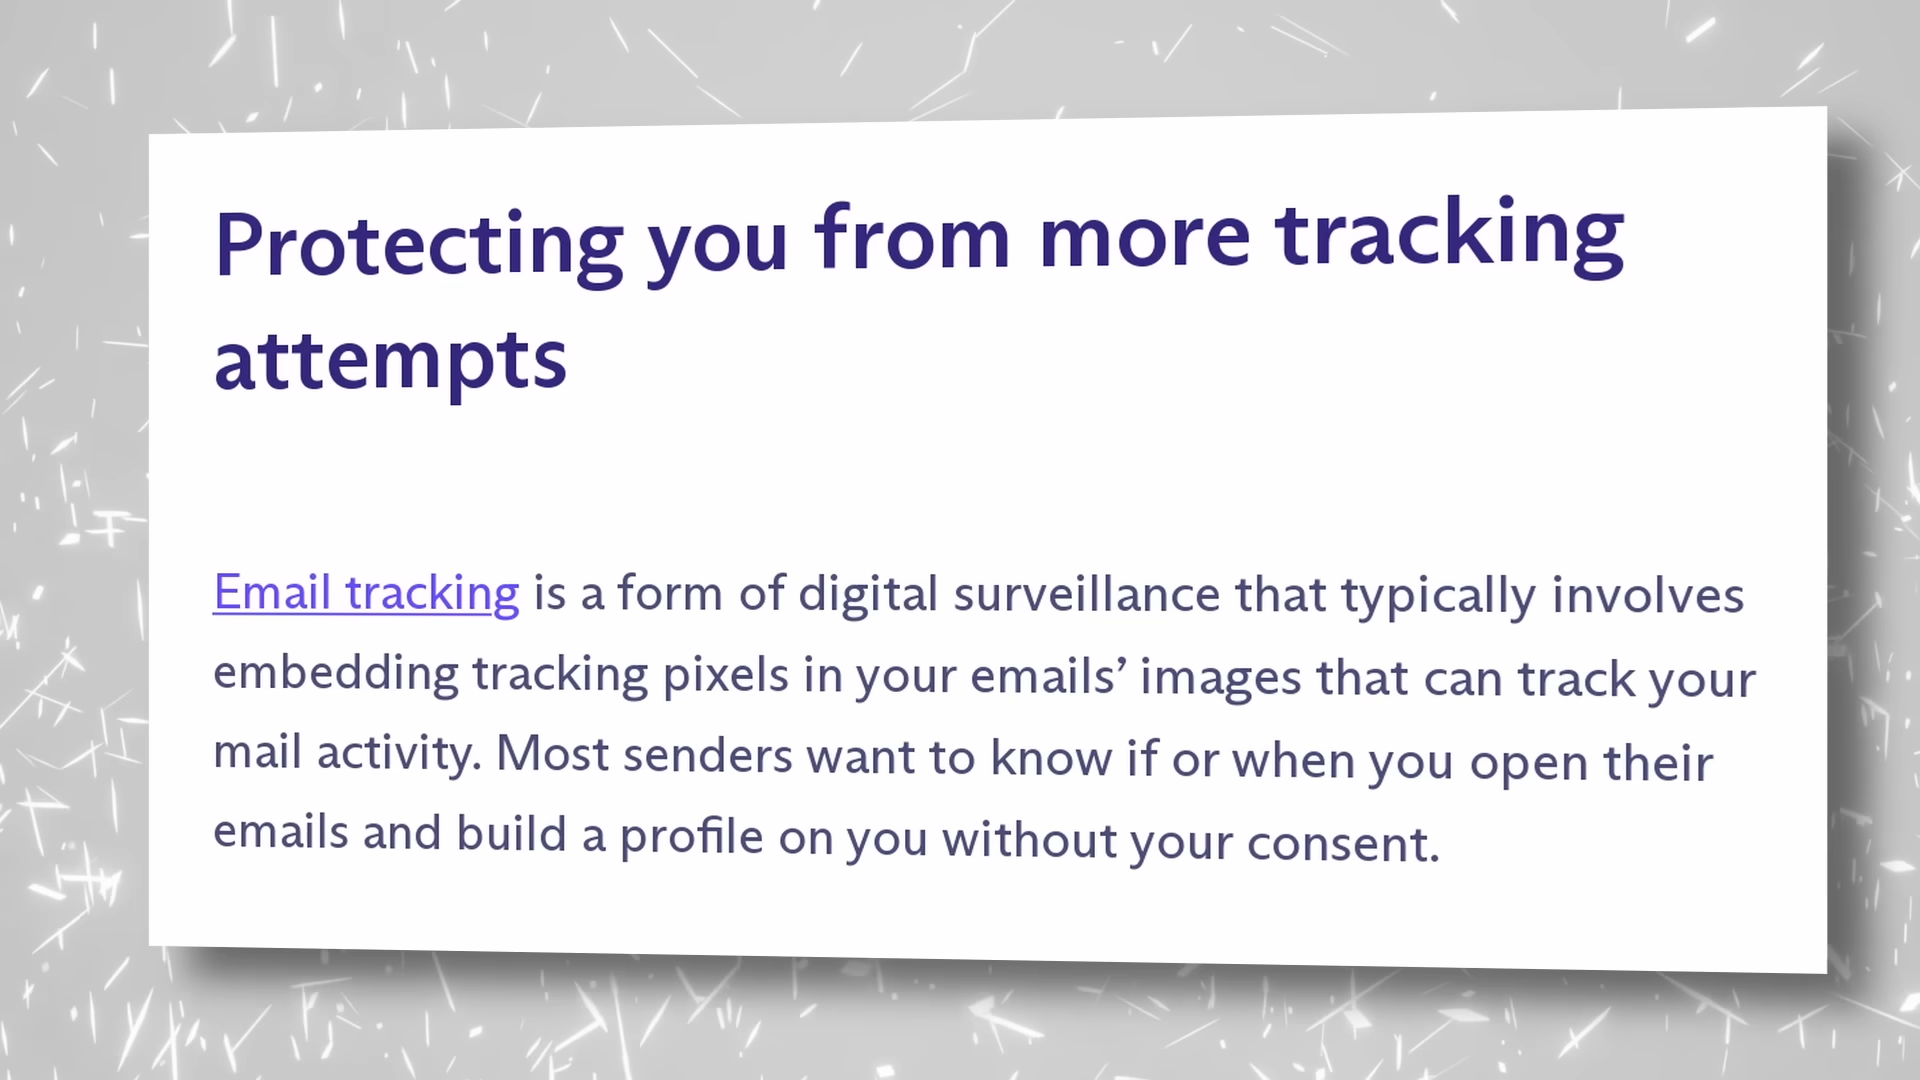 Protecting you from more tracking
attempts
Email tracking is a form of digital surveillance that typically involves
embedding tracking pixels in your emails’ images that can track your
mail activity. Most senders want to know if or when you open their
emails and build a profile on you without your consent.